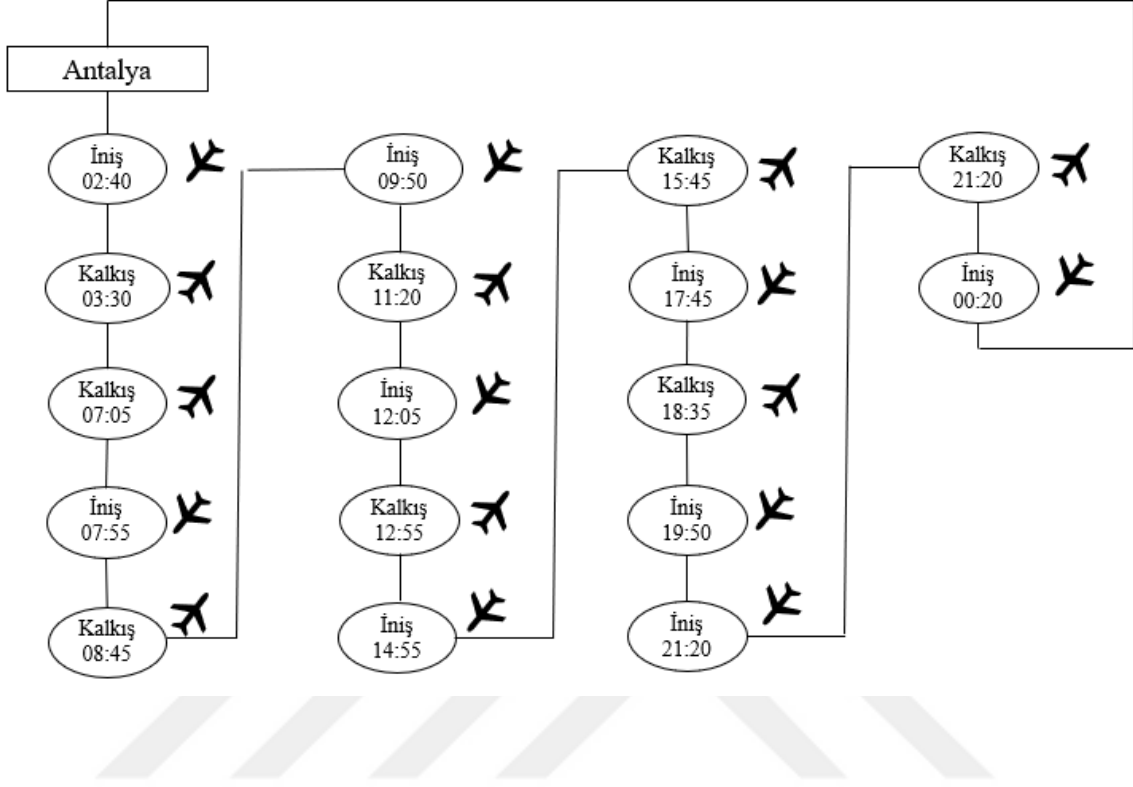 Antalya
İniş
02:40
Kalkış
03:30
Kalkış
07:05
İniş
07:55
Kalkış
08:45
İniş
09:50
Kalkış
11:20
İniş
12:05
Kalkış
12:55
İniş
14:55
Kalkış
15:45
İniş
17:45
Kalkış
18:35
İniş
19:50
İniş
21:20
Kalkış
21:20
İniş
00:20